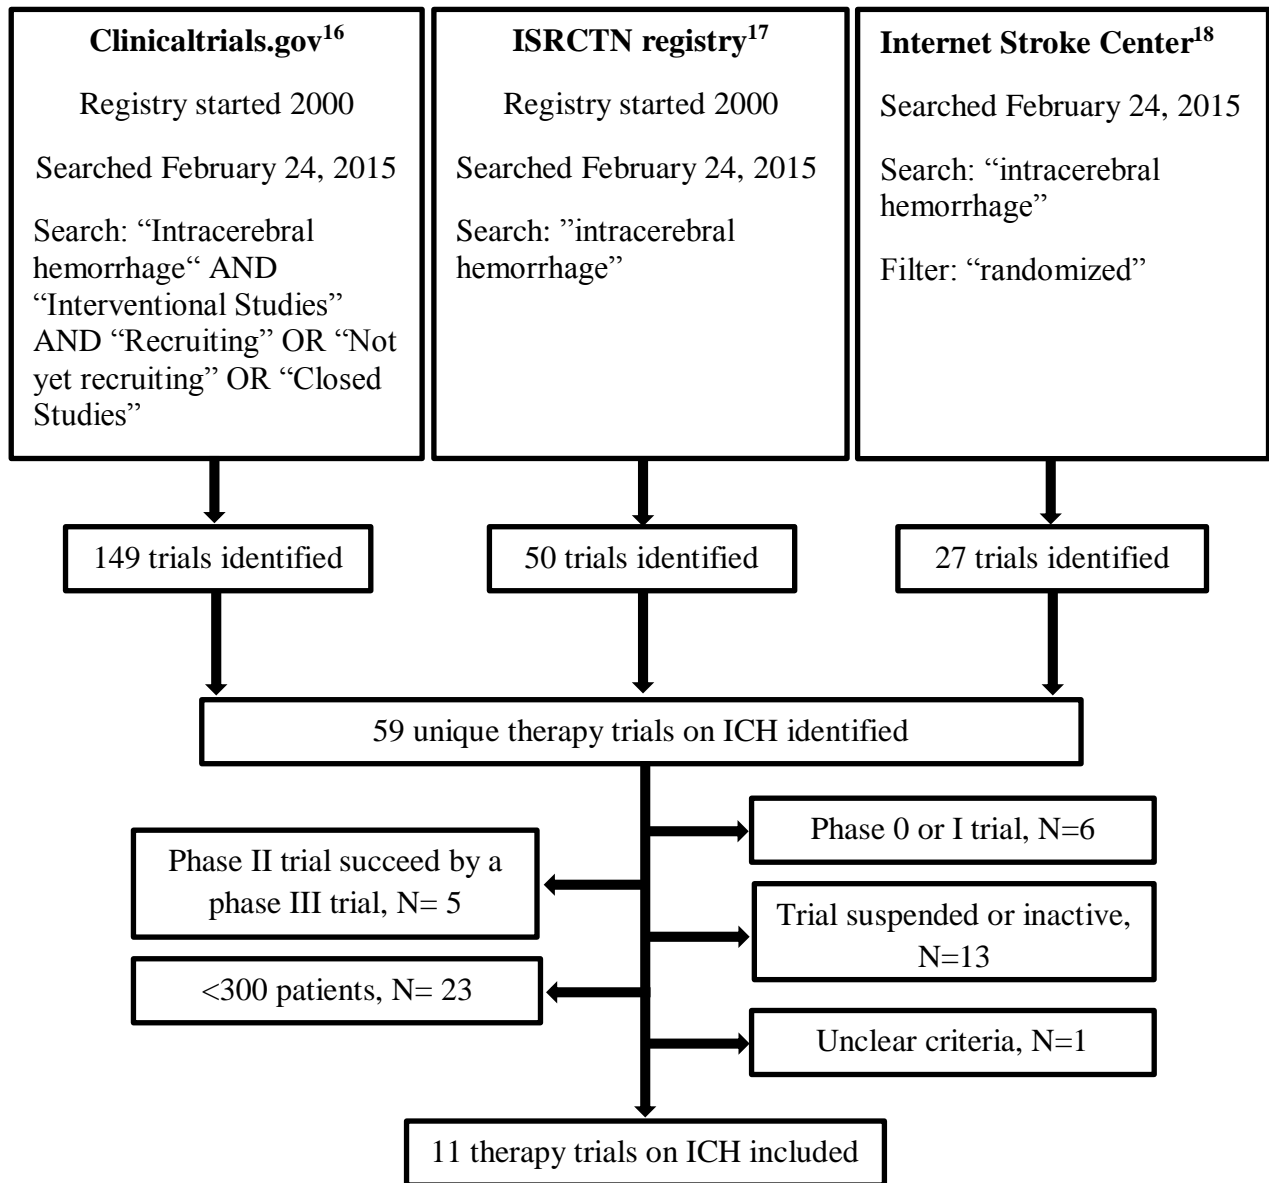 Clinicaltrials.gov16
Registry started 2000
Searched February 24, 2015
Search: “Intracerebral
hemorrhage“ AND
“Interventional Studies”
AND “Recruiting” OR “Not
yet recruiting” OR “Closed
Studies”
ISRCTN registry17
Registry started 2000
Searched February 24, 2015
Search: ”intracerebral
hemorrhage”
Internet Stroke Center18
Searched February 24, 2015
Search: “intracerebral
hemorrhage”
Filter: “randomized”
149 trials identified
50 trials identified
27 trials identified
59 unique therapy trials on ICH identified
Phase 0 or I trial, N=6
Phase II trial succeed by a
phase III trial, N= 5
Trial suspended or inactive,
N=13
<300 patients, N= 23
Unclear criteria, N=1
11 therapy trials on ICH included